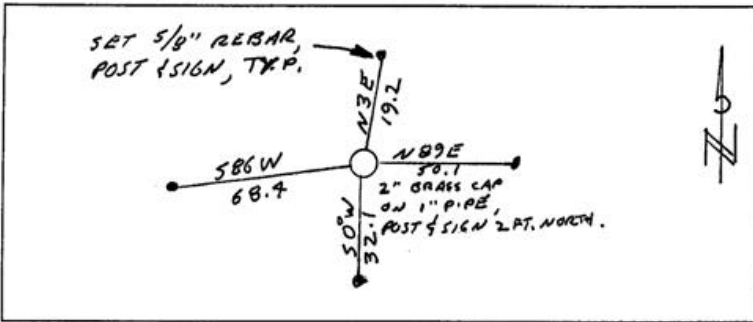 SET 5/8" REBAR,
POST & SIGN, TYP.
N3E
19.2
S86W
68.4
N89E
50.1
2" BRASS CAP
ON 1" PIPE,
POST & SIGN 2 FT. NORTH.
S0°W
32.1
N